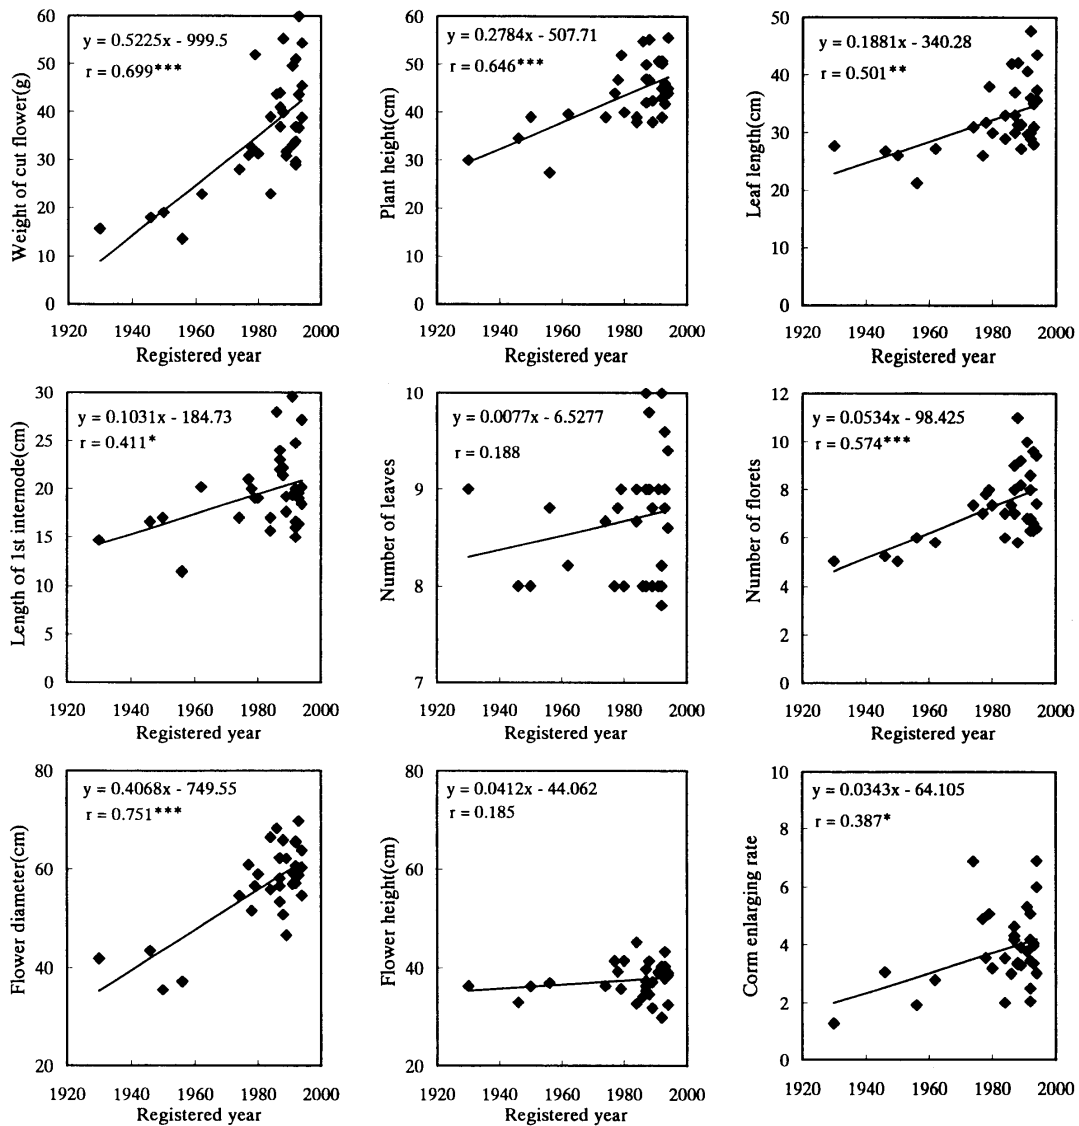 60
50
40
30
20
10
0
Weight of cut flower(g)
y = 0.5225x - 999.5
r = 0.699***
1920 1940 1960 1980 2000
Registered year
60
50
40
30
20
10
0
Plant height(cm)
y = 0.2784x - 507.71
r = 0.646***
1920 1940 1960 1980 2000
Registered year
50
40
30
20
10
0
Leaf length(cm)
y = 0.1881x - 340.28
r = 0.501**
1920 1940 1960 1980 2000
Registered year
30
25
20
15
10
5
0
Length of 1st internode(cm)
y = 0.1031x - 184.73
r = 0.411*
1920 1940 1960 1980 2000
Registered year
10
9
8
7
Number of leaves
y = 0.0077x - 6.5277
r = 0.188
1920 1940 1960 1980 2000
Registered year
12
10
8
6
4
2
0
Number of florets
y = 0.0534x - 98.425
r = 0.574***
1920 1940 1960 1980 2000
Registered year
80
60
40
20
Flower diameter(cm)
y = 0.4068x - 749.55
r = 0.751***
1920 1940 1960 1980 2000
Registered year
80
60
40
20
Flower height(cm)
y = 0.0412x - 44.062
r = 0.185
1920 1940 1960 1980 2000
Registered year
10
8
6
4
2
0
Corm enlarging rate
y = 0.0343x - 64.105
r = 0.387*
1920 1940 1960 1980 2000
Registered year